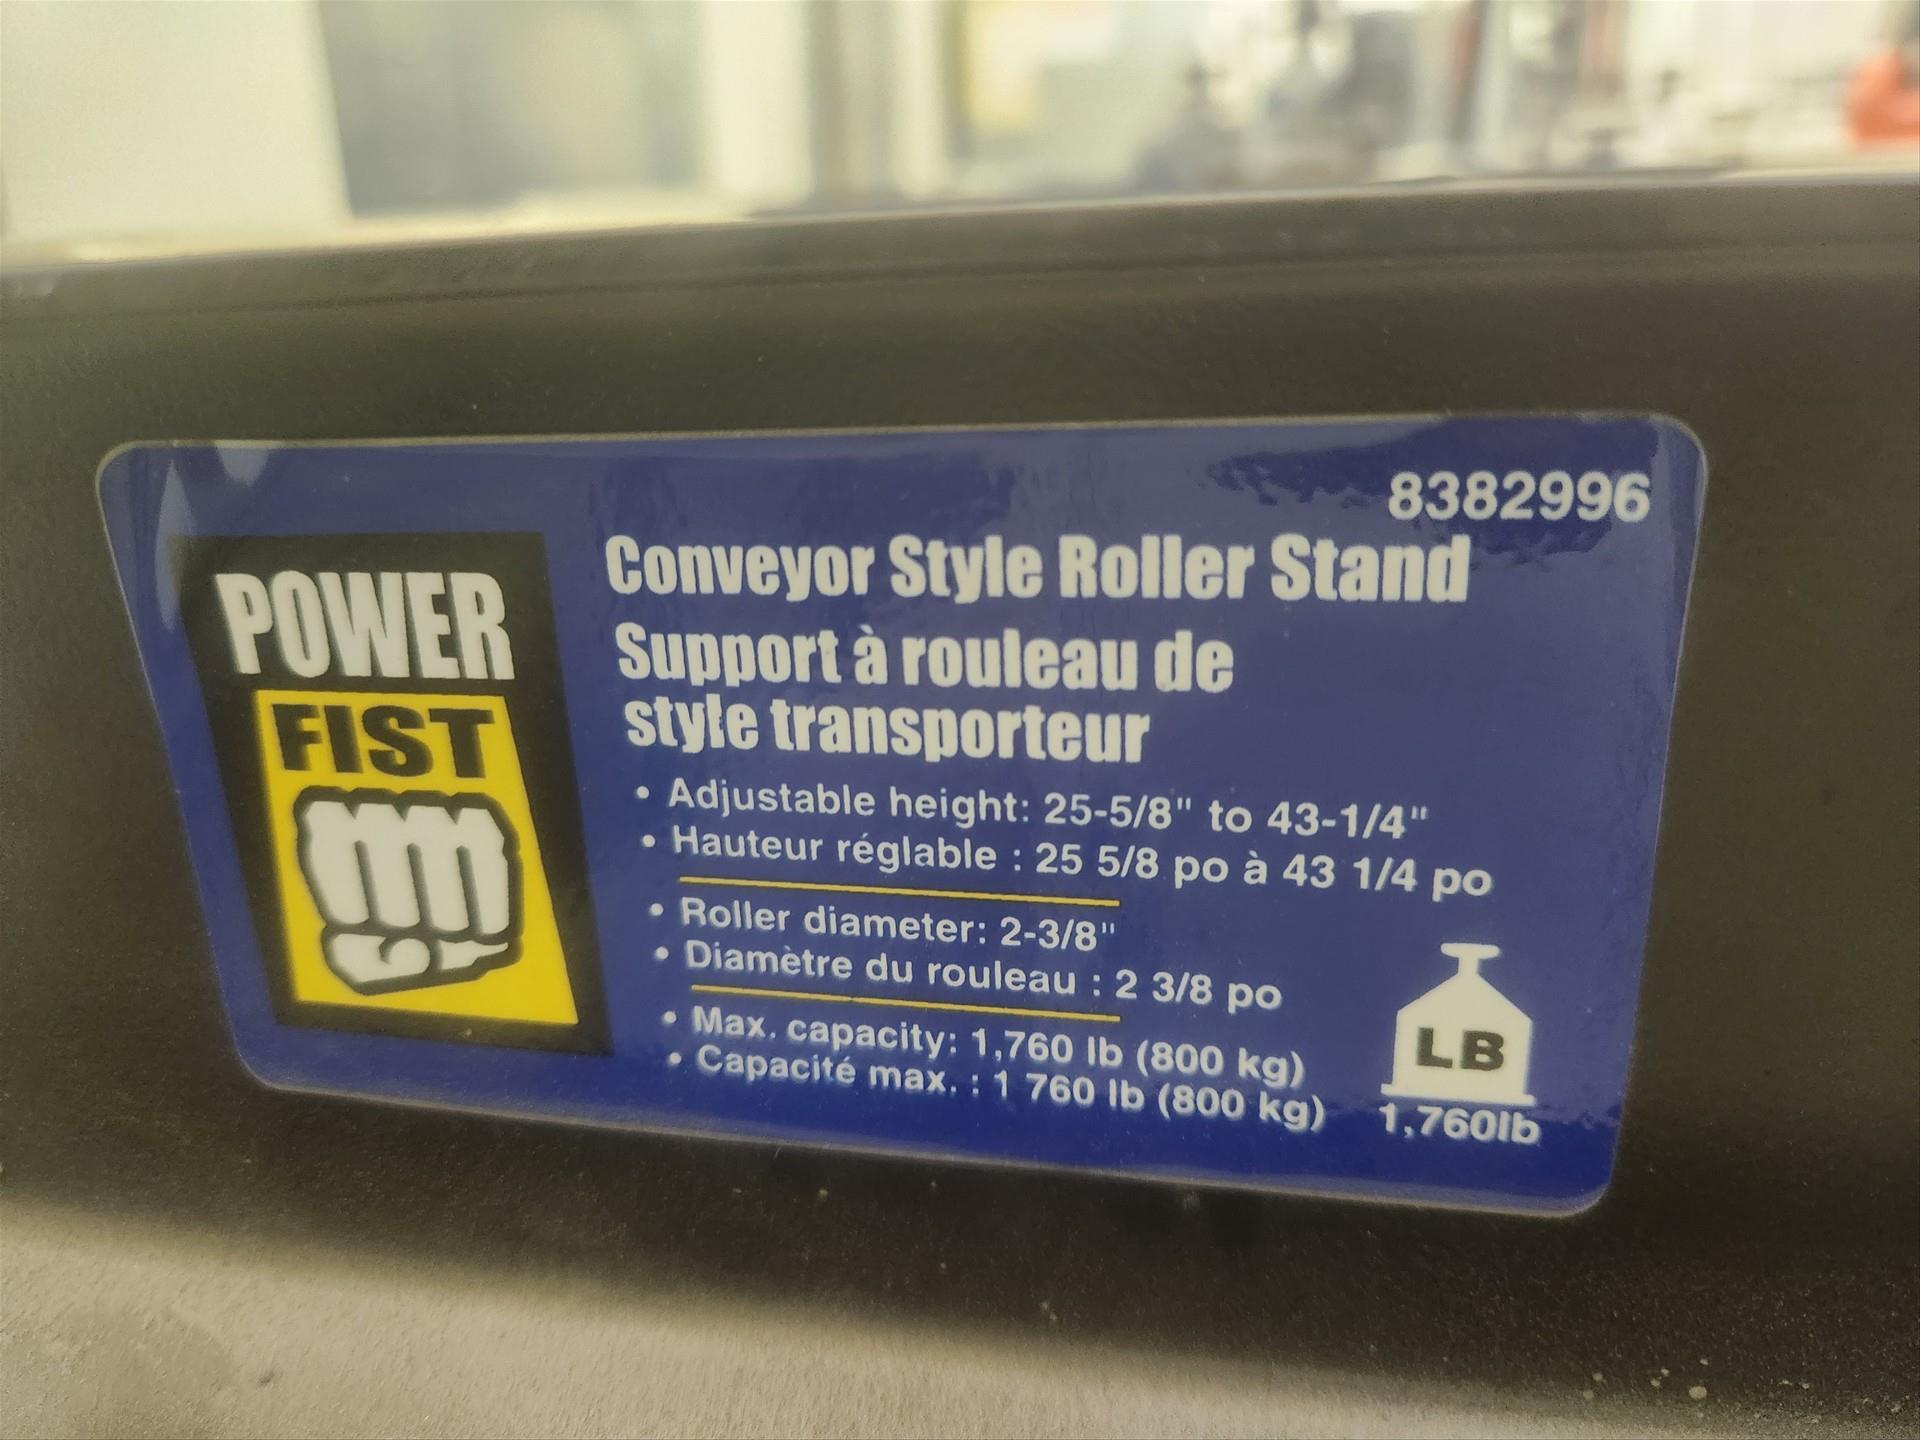 8382996
POWER
FIST
Conveyor Style Roller Stand
Support à rouleau de
style transporteur
• Adjustable height: 25-5/8" to 43-1/4"
• Hauteur réglable : 25 5/8 po à 43 1/4 po
• Roller diameter: 2-3/8"
• Diamètre du rouleau : 2 3/8 po
• Max. capacity: 1,760 lb (800 kg)
• Capacité max. : 1 760 lb (800 kg)
LB
1,760lb